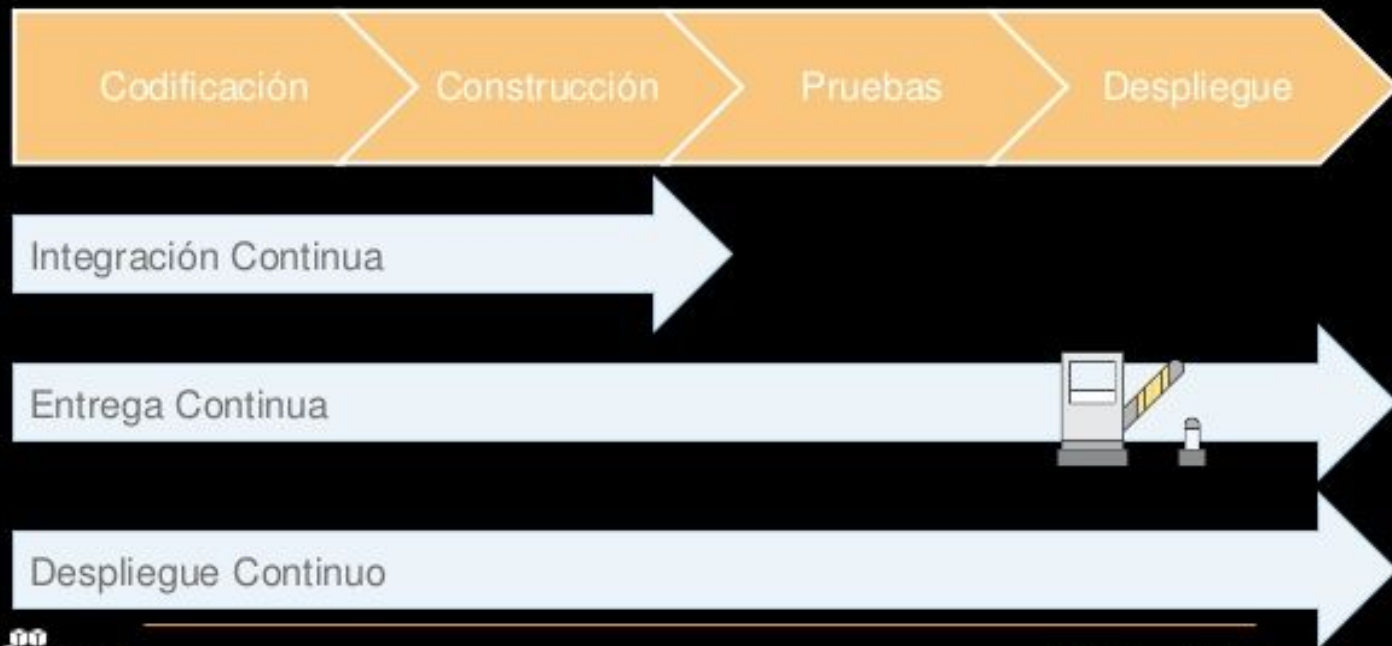 Codificación
Construcción
Pruebas
Despliegue
Integración Continua
Entrega Continua
Despliegue Continuo